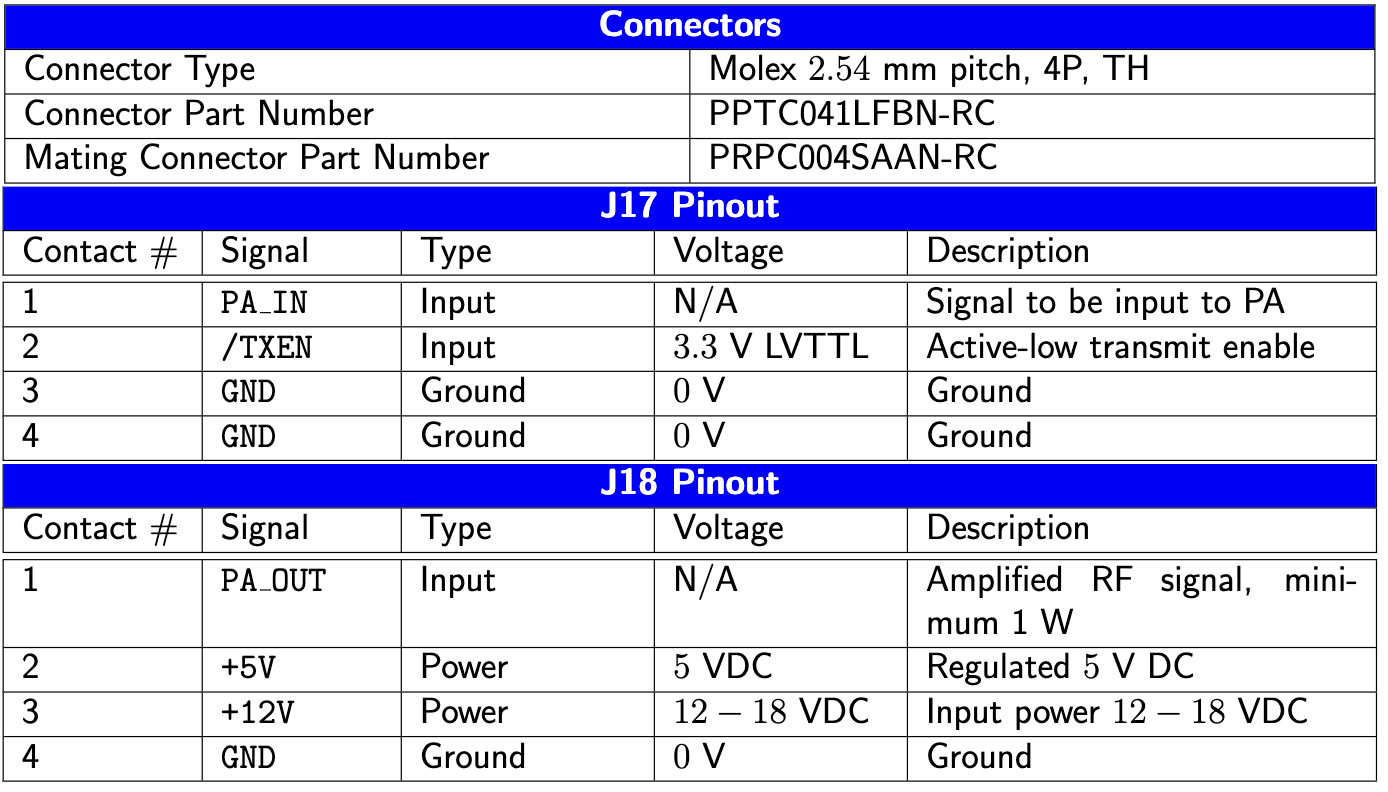 Connectors
Connector Type Molex 2.54 mm pitch, 4P, TH
Connector Part Number PPTC041LFBN-RC
Mating Connector Part Number PRPC004SAAN-RC
J17 Pinout
Contact # Signal Type Voltage Description
1 PA_IN Input N/A Signal to be input to PA
2 /TXEN Input 3.3 V LVTTL Active-low transmit enable
3 GND Ground 0 V Ground
4 GND Ground 0 V Ground
J18 Pinout
Contact # Signal Type Voltage Description
1 PA_OUT Input N/A Amplified RF signal, mini-
mum 1 W
2 +5V Power 5 VDC Regulated 5 V DC
3 +12V Power 12 – 18 VDC Input power 12 – 18 VDC
4 GND Ground 0 V Ground